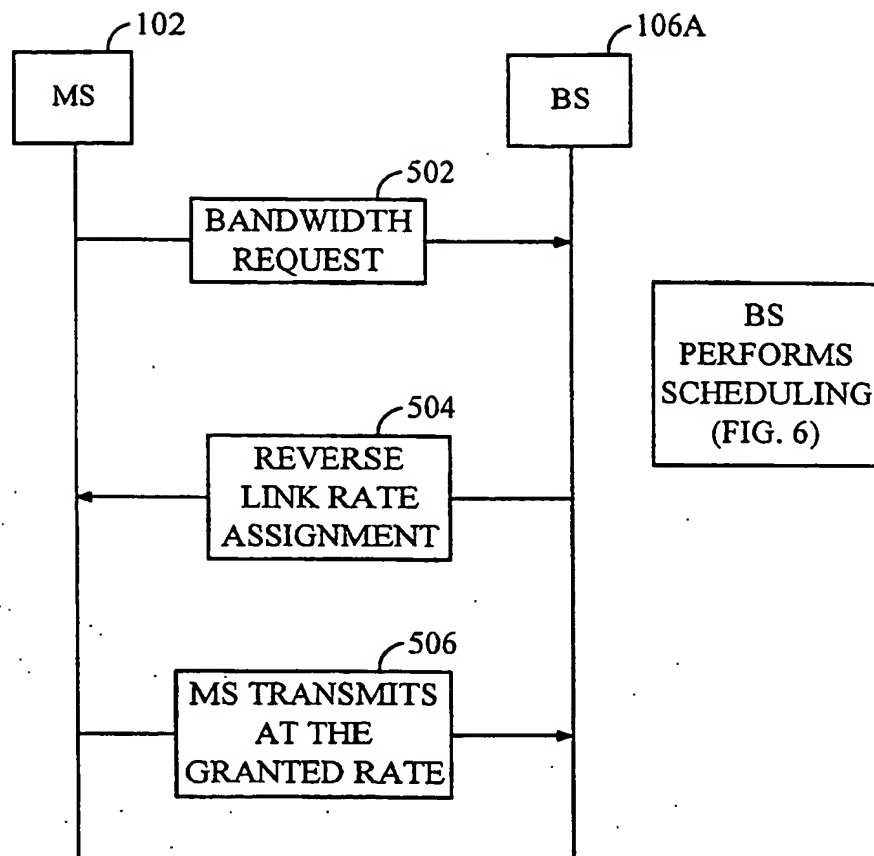 102
106A
MS
BS
502
BANDWIDTH
REQUEST
BS
PERFORMS
SCHEDULING
(FIG. 6)
504
REVERSE
LINK RATE
ASSIGNMENT
506
MS TRANSMITS
AT THE
GRANTED RATE